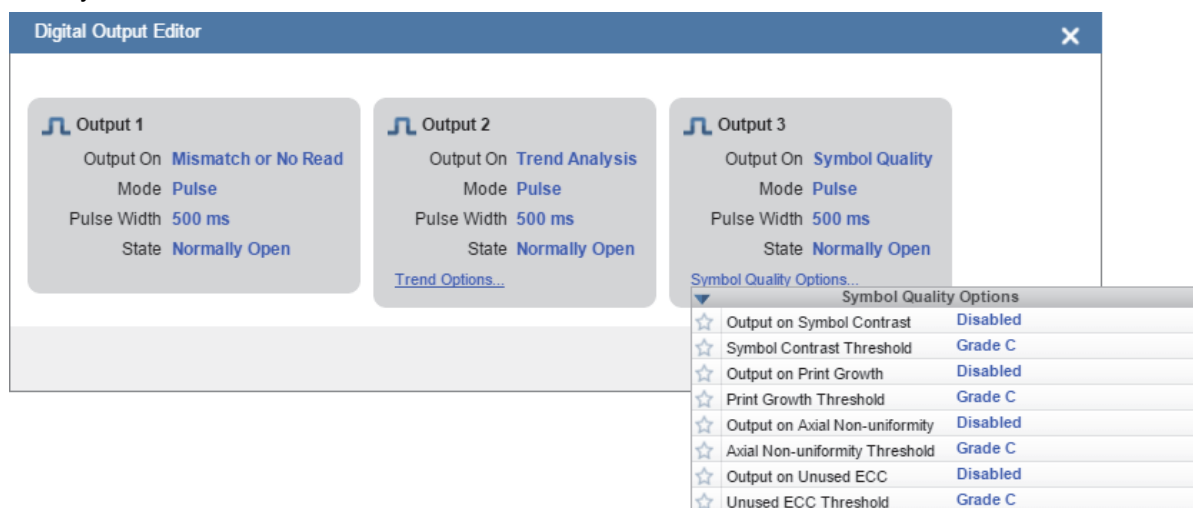 Digital Output Editor
Output 1
Output On Mismatch or No Read
Mode Pulse
Pulse Width 500 ms
State Normally Open
Output 2
Output On Trend Analysis
Mode Pulse
Pulse Width 500 ms
State Normally Open
Trend Options...
Output 3
Output On Symbol Quality
Mode Pulse
Pulse Width 500 ms
State Normally Open
Symbol Quality Options...
Symbol Quality Options
Output on Symbol Contrast Disabled
Symbol Contrast Threshold Grade C
Output on Print Growth Disabled
Print Growth Threshold Grade C
Output on Axial Non-uniformity Disabled
Axial Non-uniformity Threshold Grade C
Output on Unused ECC Disabled
Unused ECC Threshold Grade C